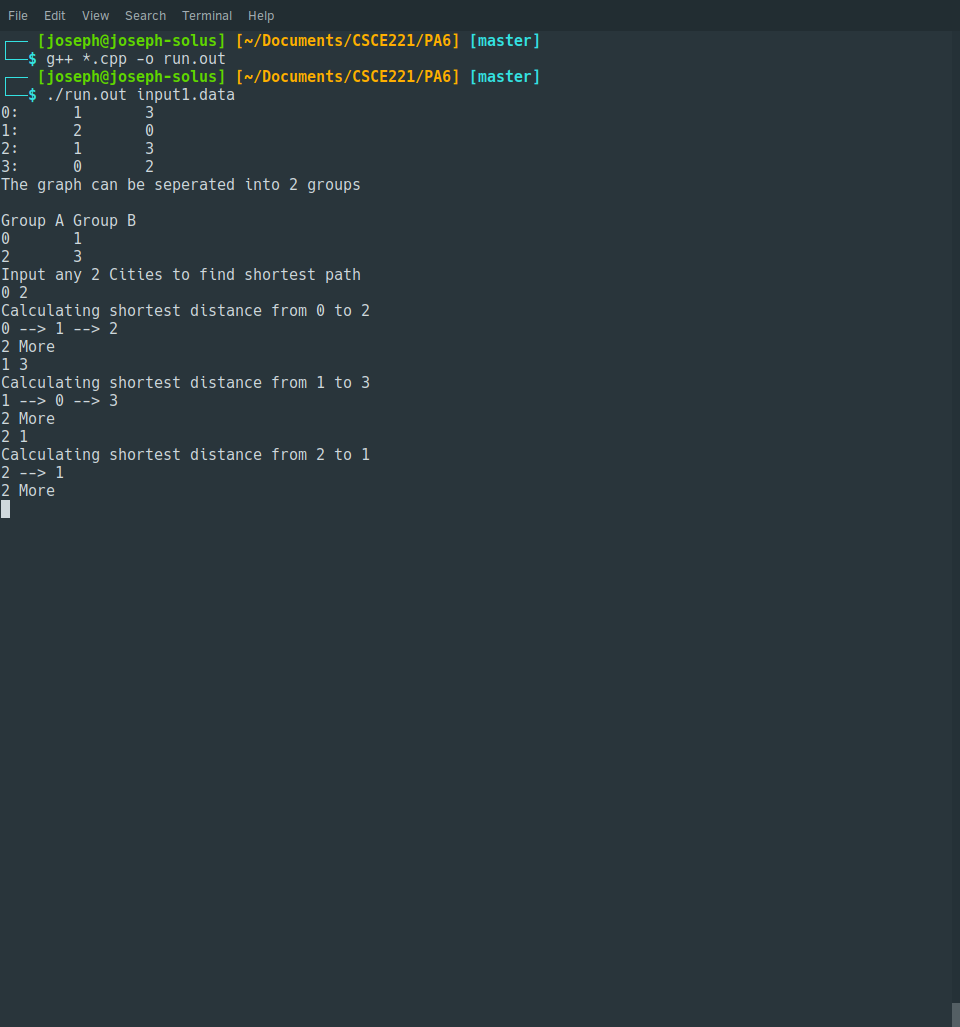 File Edit View Search Terminal Help
[joseph@joseph-solus] [~/Documents/CSCE221/PA6] [master]
$ g++ *.cpp -o run.out
[joseph@joseph-solus] [~/Documents/CSCE221/PA6] [master]
$ ./run.out input1.data
0: 1 3
1: 2 0
2: 1 3
3: 0 2
The graph can be seperated into 2 groups
Group A Group B
0 1
2 3
Input any 2 Cities to find shortest path
0 2
Calculating shortest distance from 0 to 2
0 --> 1 --> 2
2 More
1 3
Calculating shortest distance from 1 to 3
1 --> 0 --> 3
2 More
2 1
Calculating shortest distance from 2 to 1
2 --> 1
2 More